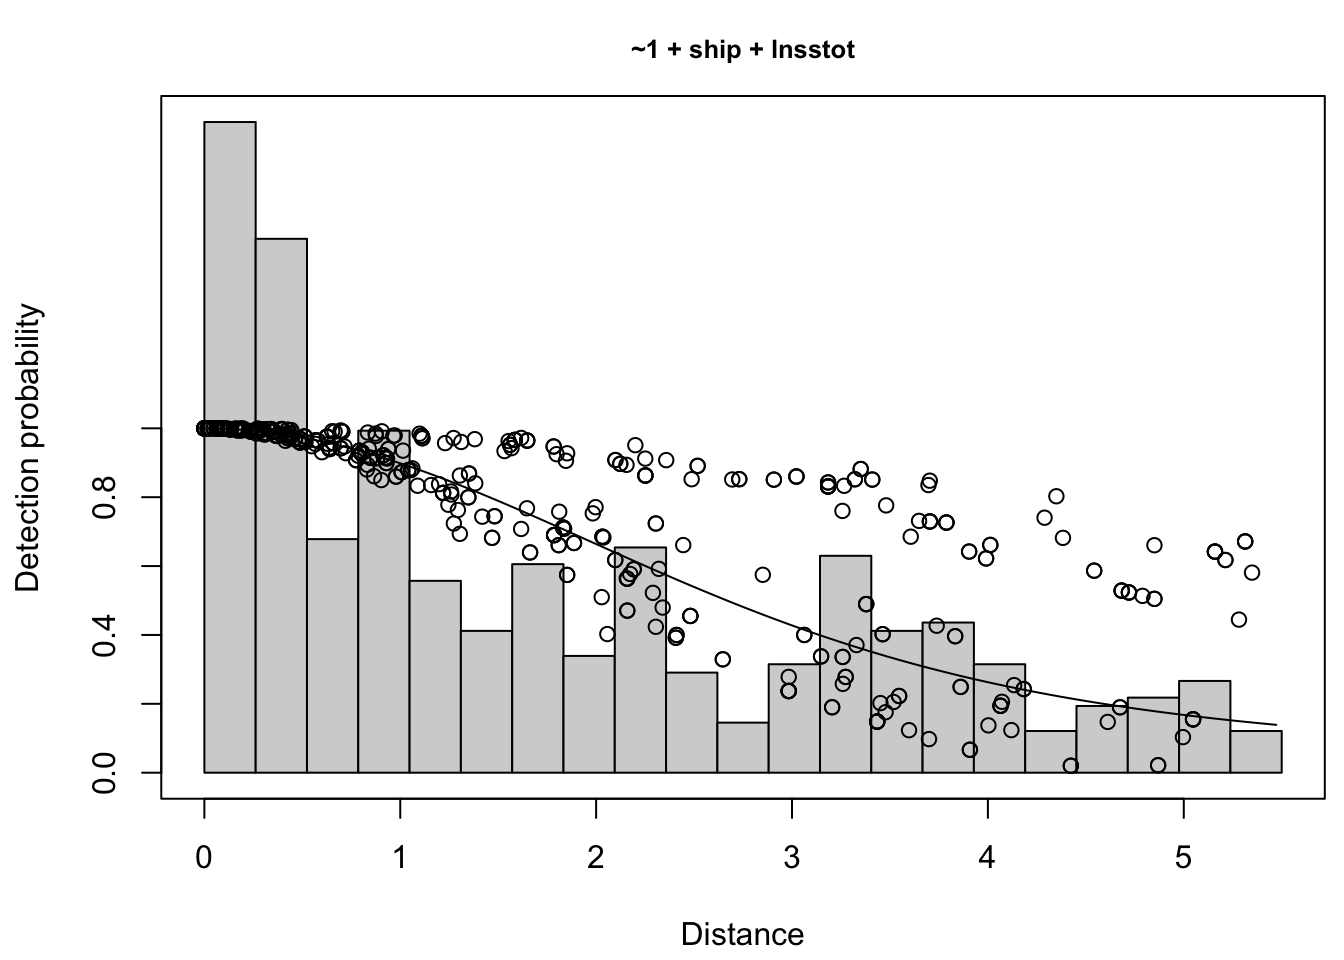 ~1 + ship + lnsstot
Detection probability
0.8
0.4
0.0
0 1 2 3 4 5
Distance